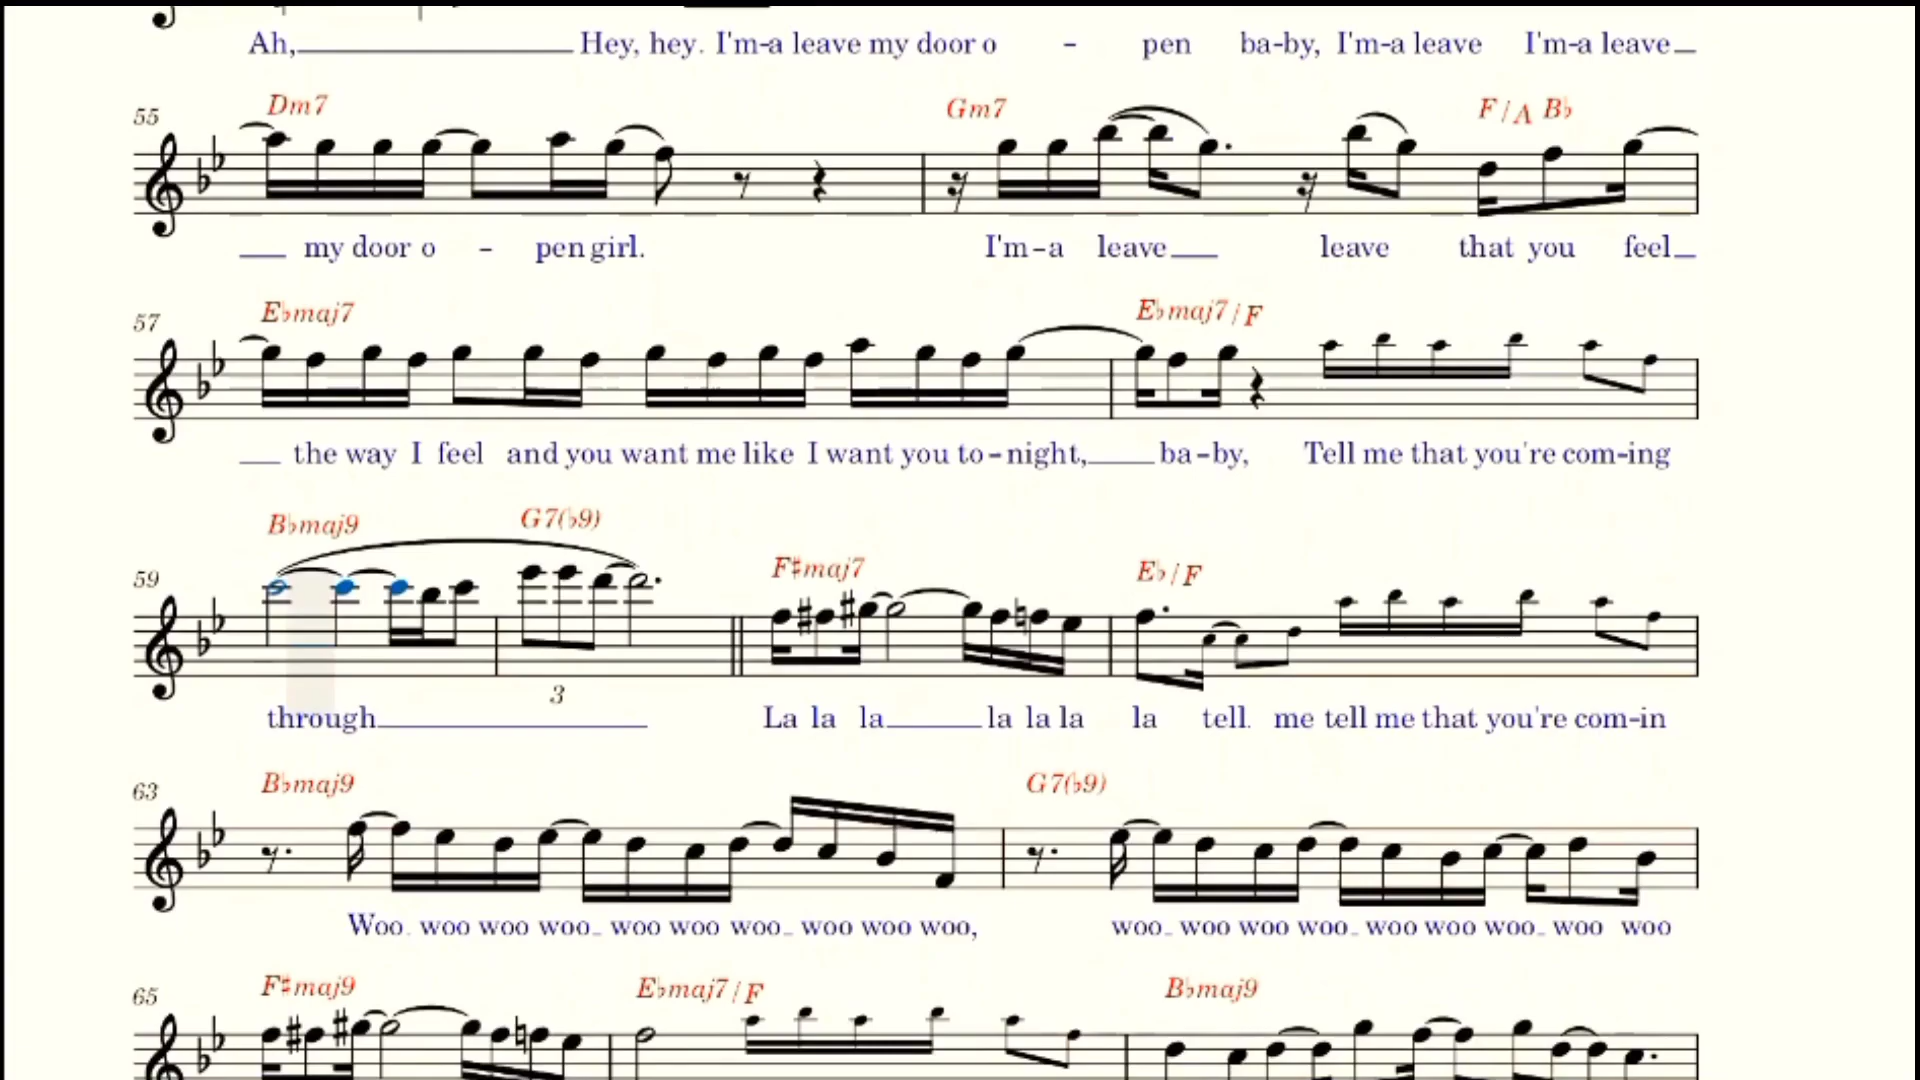 Ah, Hey, hey. I'm-a leave my door o - pen ba-by, I'm-a leave I'm-a leave
55 Dm7 Gm7 F/A B♭
my door o - pen girl. I'm-a leave leave that you feel
57 E♭maj7 E♭maj7/F
the way I feel and you want me like I want you to-night, ba-by, Tell me that you're com-ing
59 B♭maj9 G7(♭9) F♯maj7 E♭/F
3
through La la la la la la la tell me tell me that you're com-in
63 B♭maj9 G7(♭9)
Woo woo woo woo woo woo woo woo woo woo, woo woo woo woo woo woo woo woo woo
65 F♯maj9 E♭maj7/F B♭maj9